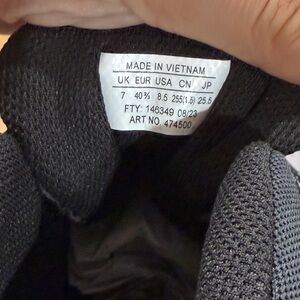 MADE IN VIETNAM
UK EUR USA CN JP
7 40⅔ 8.5 255(1.5) 25.5
FTY: 146349 08/23
ART NO. 474500